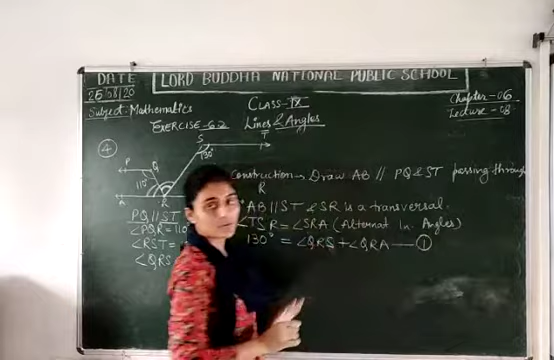 DATE
25/08/20
LORD BUDDHA NATIONAL PUBLIC SCHOOL
Subject: Mathematics
CLASS-IX
Chapter-06
Lecture-08
EXERCISE-6.2
Lines & Angles
4
S
T
130°
P
Q
110°
A
R
Construction → Draw AB // PQ & ST passing through R
PQ // ST
∠PQR = 110°
∠RST =
∠QRS
AB // ST & SR is a transversal.
∠TSR = ∠SRA (Alternat In. Angles)
130° = ∠QRS + ∠QRA — 1